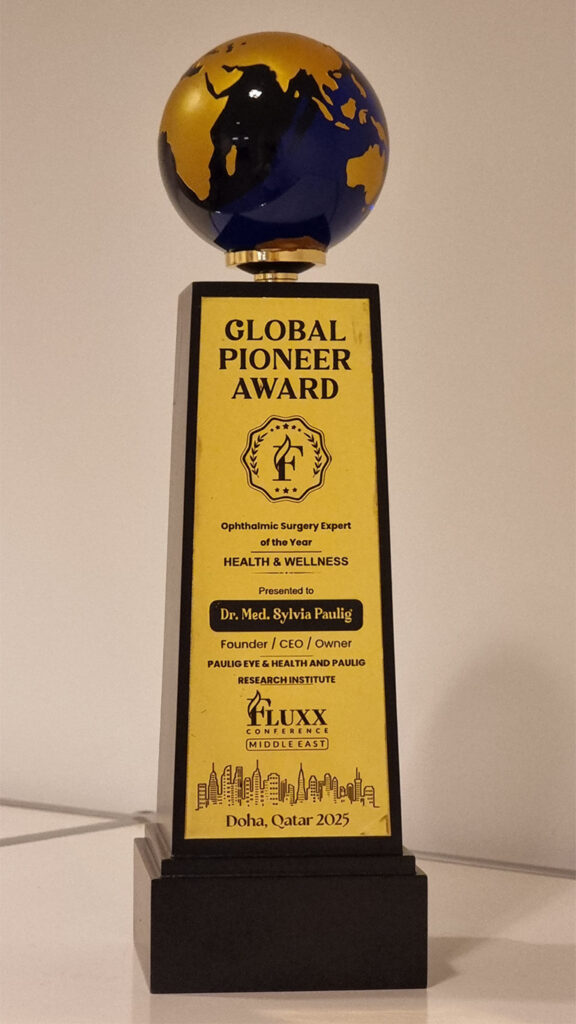 GLOBAL
PIONEER
AWARD
F
Ophthalmic Surgery Expert
of the Year
HEALTH & WELLNESS
Presented to
Dr. Med. Sylvia Paulig
Founder / CEO / Owner
PAULIG EYE & HEALTH AND PAULIG
RESEARCH INSTITUTE
FLUXX
CONFERENCE
MIDDLE EAST
Doha, Qatar 2025